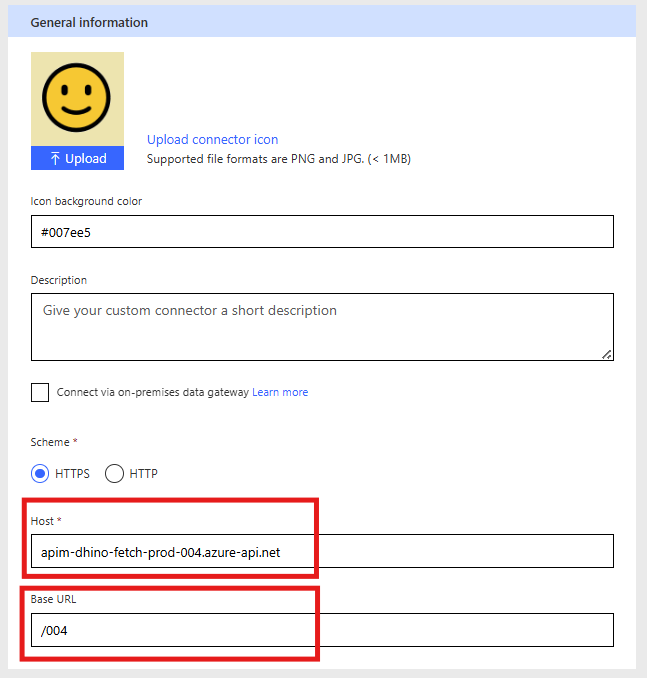 General information
Upload
Upload connector icon
Supported file formats are PNG and JPG. (< 1MB)
Icon background color
#007ee5
Description
Give your custom connector a short description
Connect via on-premises data gateway Learn more
Scheme *
HTTPS HTTP
Host *
apim-dhino-fetch-prod-004.azure-api.net
Base URL
/004